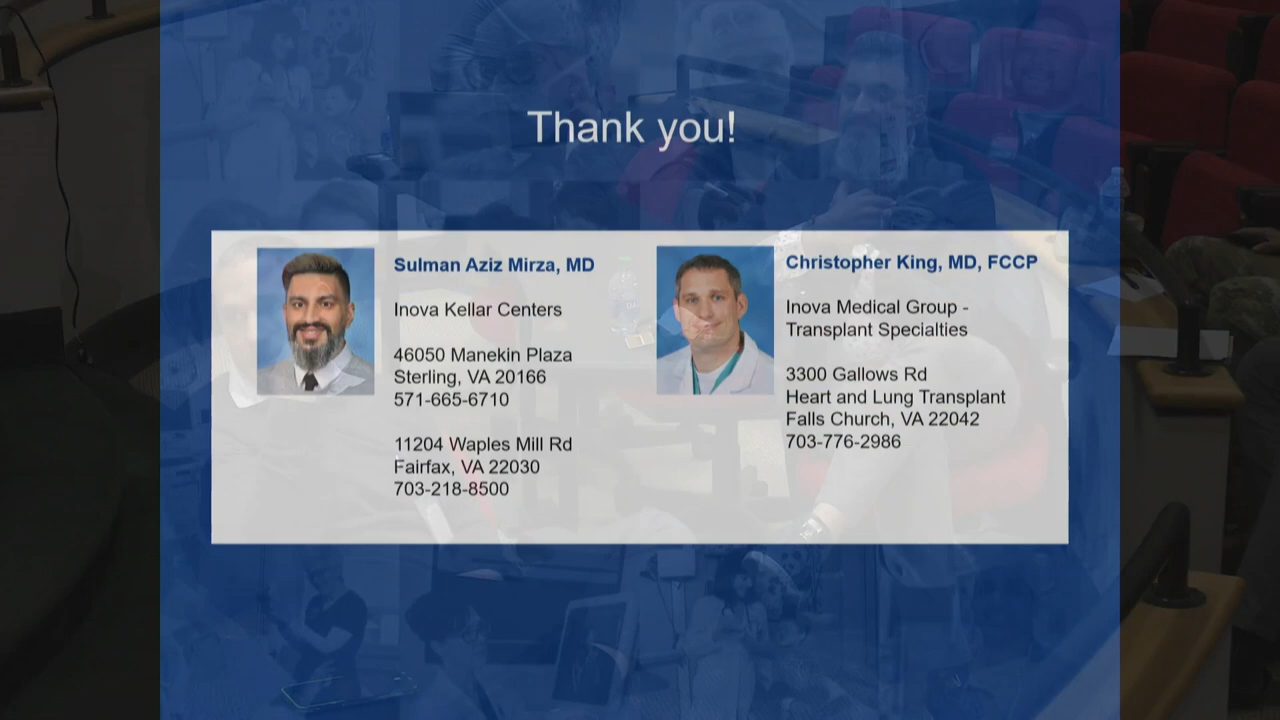 Thank you!
Sulman Aziz Mirza, MD
Inova Kellar Centers
46050 Manekin Plaza
Sterling, VA 20166
571-665-6710
11204 Waples Mill Rd
Fairfax, VA 22030
703-218-8500
Christopher King, MD, FCCP
Inova Medical Group -
Transplant Specialties
3300 Gallows Rd
Heart and Lung Transplant
Falls Church, VA 22042
703-776-2986